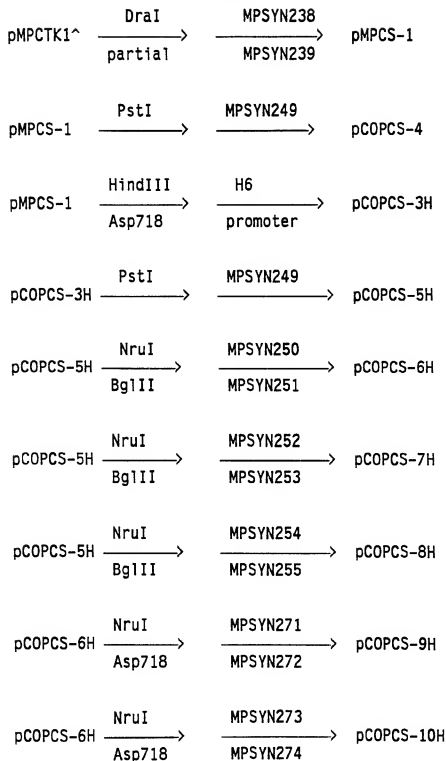 DraI MPSYN238
pMPCTK1^ pMPCS-1
partial MPSYN239
PstI MPSYN249
pMPCS-1 pCOPCS-4
HindIII H6
pMPCS-1 pCOPCS-3H
Asp718 promoter
PstI MPSYN249
pCOPCS-3H pCOPCS-5H
NruI MPSYN250
pCOPCS-5H pCOPCS-6H
BglII MPSYN251
NruI MPSYN252
pCOPCS-5H pCOPCS-7H
BglII MPSYN253
NruI MPSYN254
pCOPCS-5H pCOPCS-8H
BglII MPSYN255
NruI MPSYN271
pCOPCS-6H pCOPCS-9H
Asp718 MPSYN272
NruI MPSYN273
pCOPCS-6H pCOPCS-10H
Asp718 MPSYN274